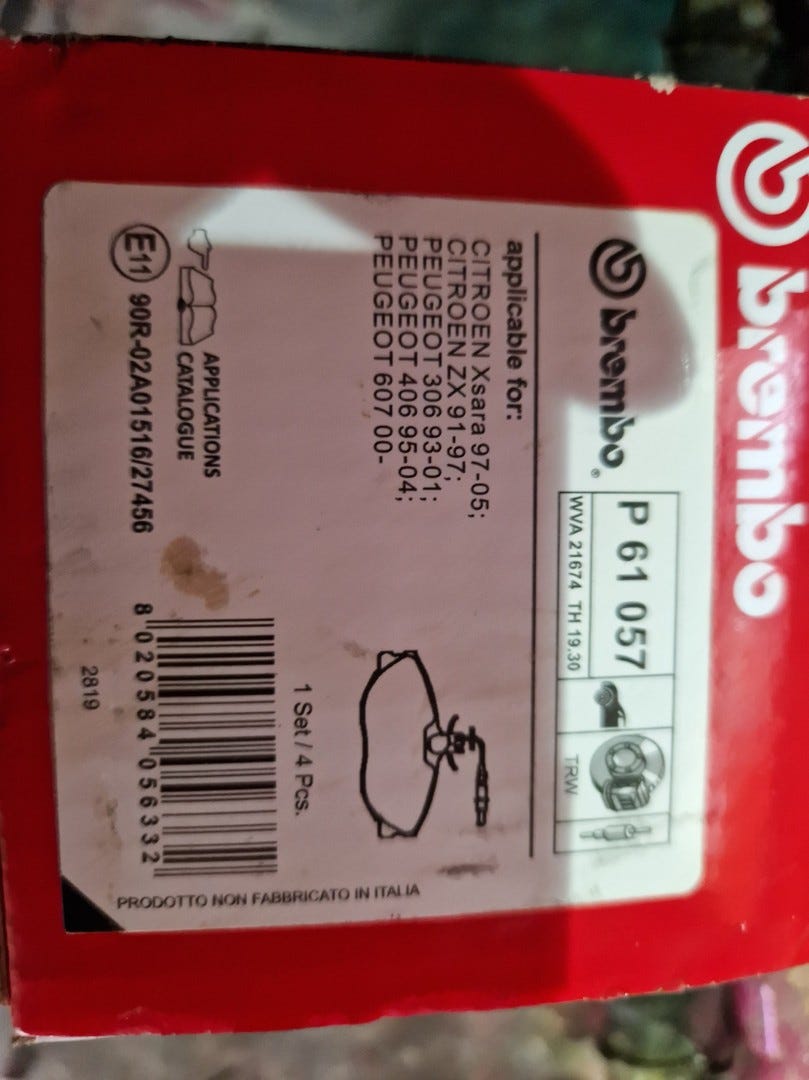 brembo
brembo®
P 61 057
WVA 21674 TH 19.30
TRW
applicable for:
CITROEN Xsara 97-05;
CITROEN ZX 91-97;
PEUGEOT 306 93-01;
PEUGEOT 406 95-04;
PEUGEOT 607 00-
1 Set / 4 Pcs.
APPLICATIONS
CATALOGUE
E11 90R-02A01516/27456
8 020584 056332
2819
PRODOTTO NON FABBRICATO IN ITALIA